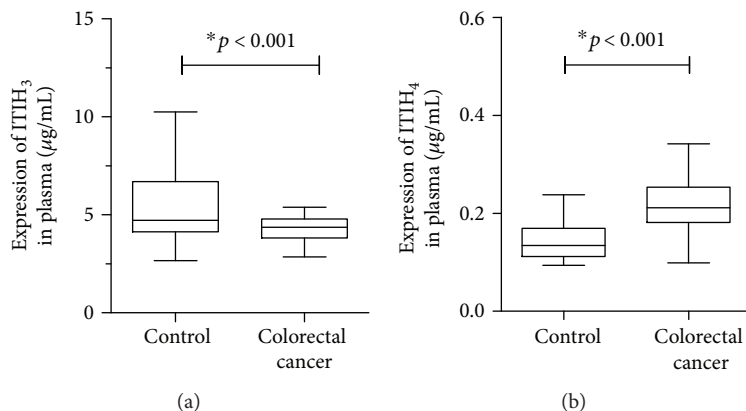 Expression of ITIH₃
in plasma (μg/mL)
15
10
5
0
* p < 0.001
Control
Colorectal
cancer
(a)
Expression of ITIH₄
in plasma (μg/mL)
0.6
0.4
0.2
0.0
* p < 0.001
Control
Colorectal
cancer
(b)